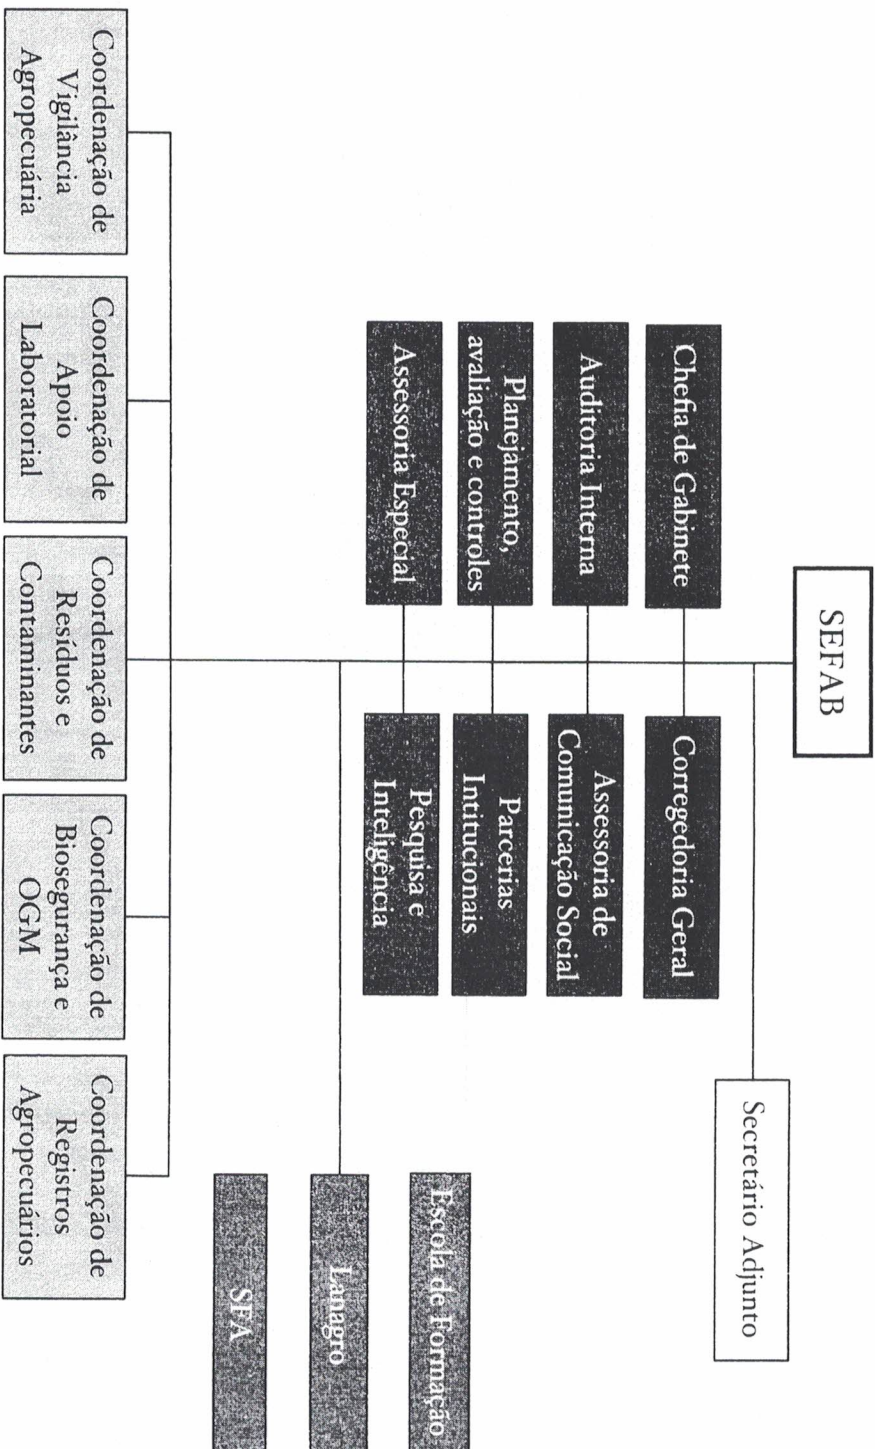 SEFAB
Secretário Adjunto
Chefia de Gabinete
Corregedoria Geral
Auditoria Interna
Assessoria de
Comunicação Social
Planejamento,
avaliação e controles
Parcerias
Intitucionais
Assessoria Especial
Pesquisa e
Inteligência
Escola de Formação
Lanagro
SFA
Coordenação de
Vigilância
Agropecuária
Coordenação de
Apoio
Laboratorial
Coordenação de
Resíduos e
Contaminantes
Coordenação de
Biosegurança e
OGM
Coordenação de
Registros
Agropecuários